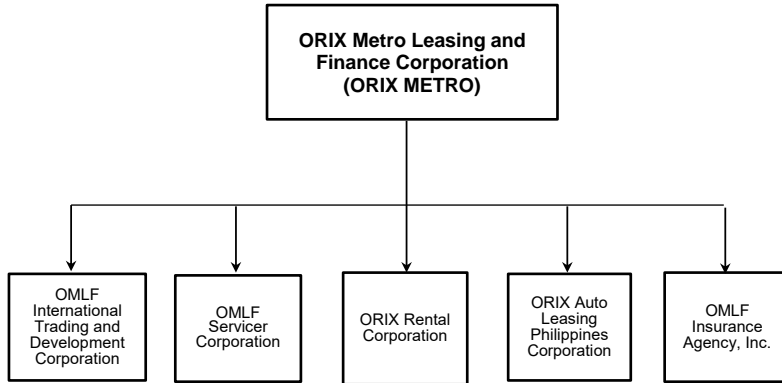 ORIX Metro Leasing and
Finance Corporation
(ORIX METRO)
OMLF
International
Trading and
Development
Corporation
OMLF
Servicer
Corporation
ORIX Rental
Corporation
ORIX Auto
Leasing
Philippines
Corporation
OMLF
Insurance
Agency, Inc.